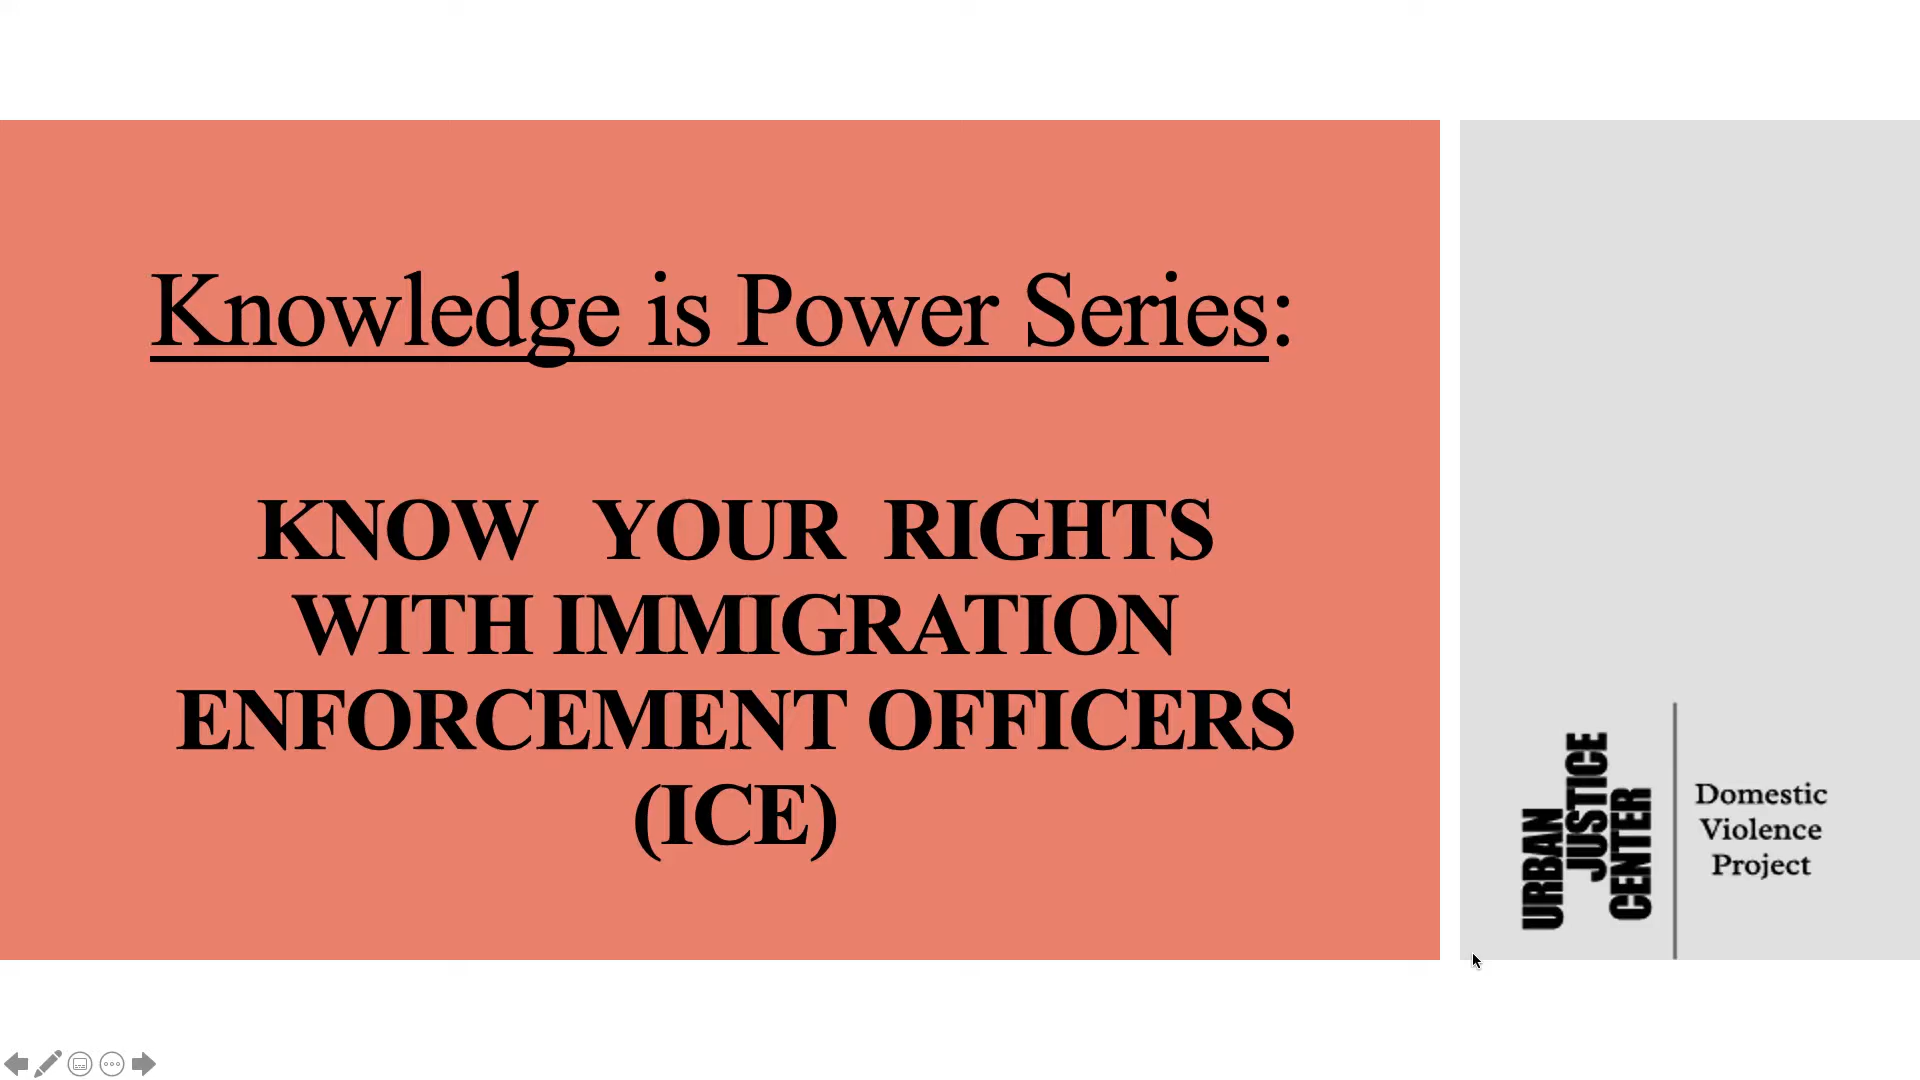 Knowledge is Power Series:
KNOW YOUR RIGHTS
WITH IMMIGRATION
ENFORCEMENT OFFICERS
(ICE)
URBAN
JUSTICE
CENTER
Domestic
Violence
Project